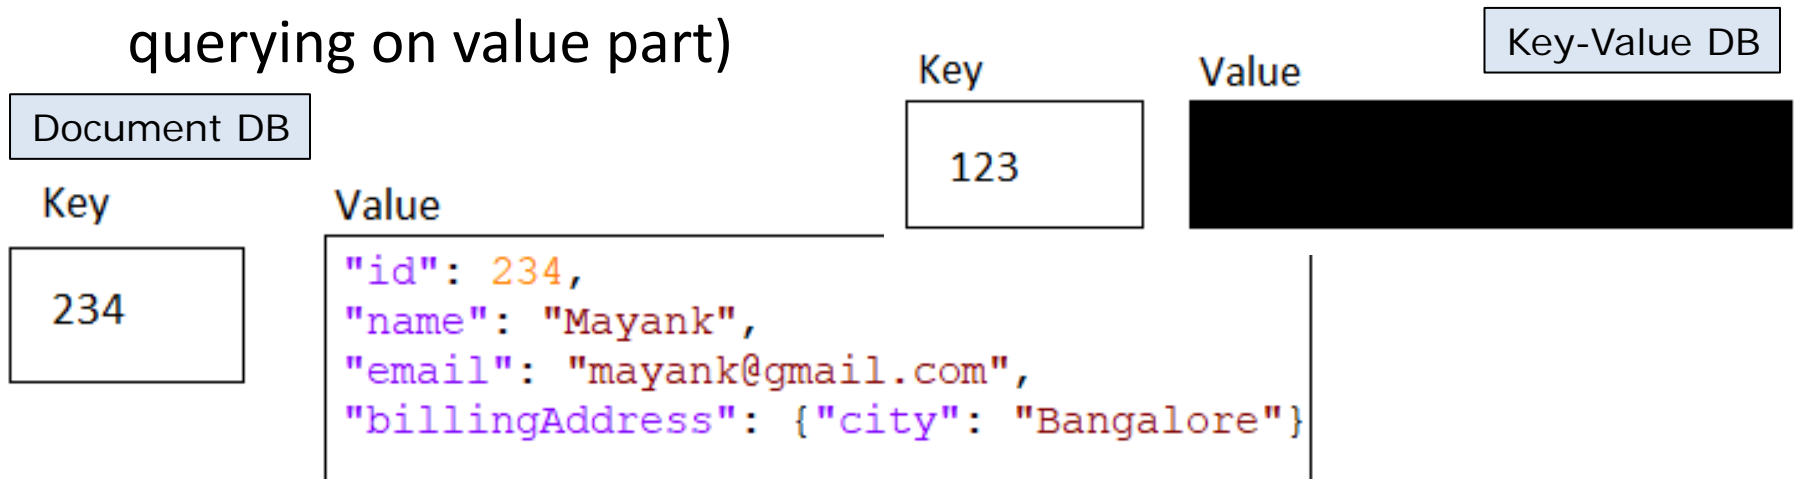 querying on value part)
Key-Value DB
Key
Value
123
Document DB
Key
Value
234
"id": 234,
"name": "Mayank",
"email": "mayank@gmail.com",
"billingAddress": {"city": "Bangalore"}